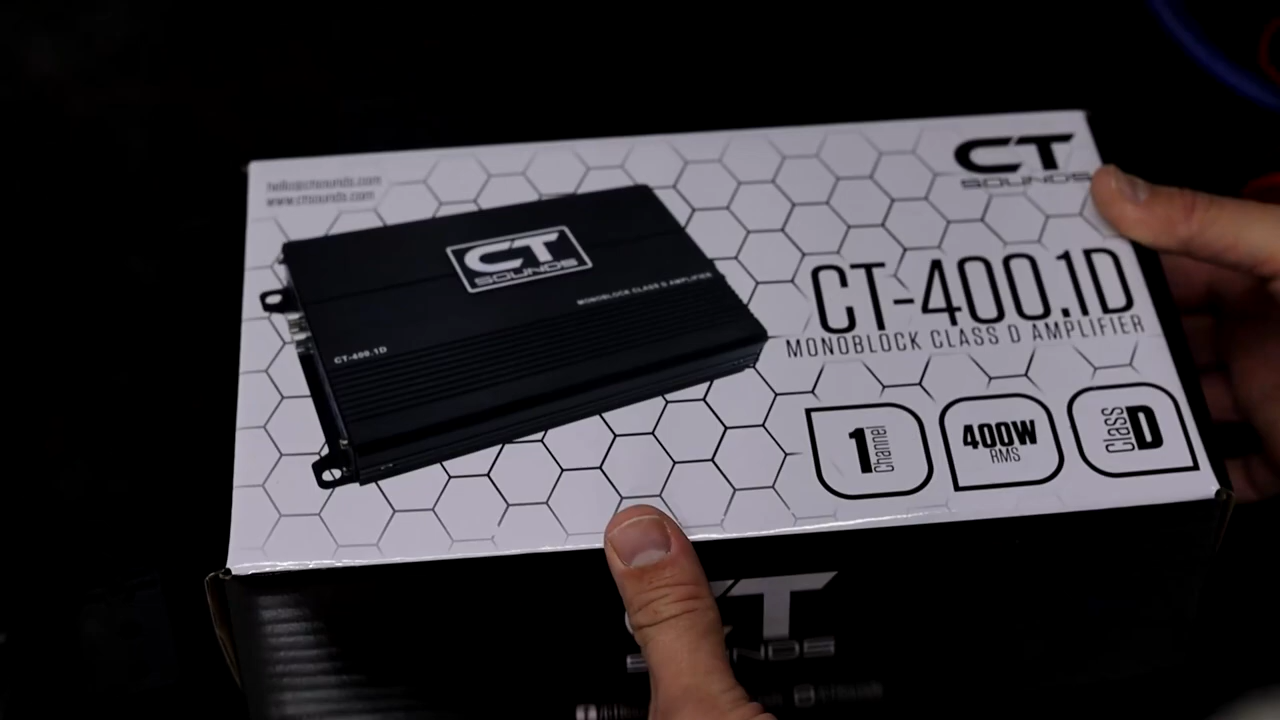 hello@ctsounds.com
www.ctsounds.com
CT
SOUNDS
CT
SOUNDS
MONOBLOCK CLASS D AMPLIFIER
CT-400.1D
CT-400.1D
MONOBLOCK CLASS D AMPLIFIER
1 Channel
400W
RMS
Class D